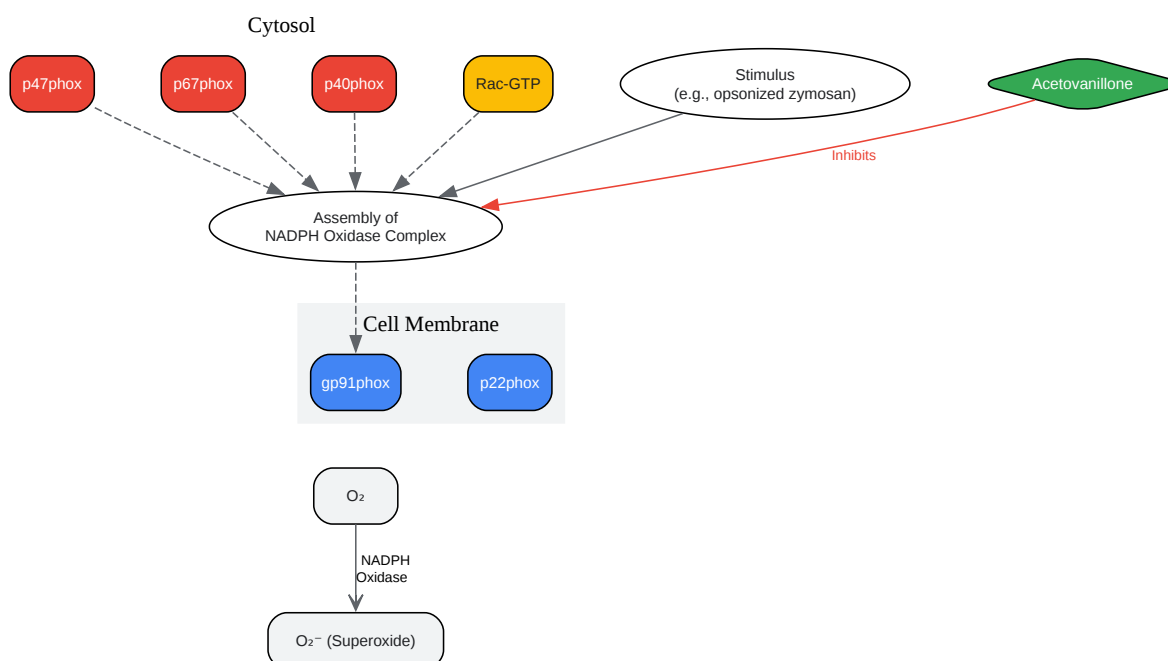 Cytosol
p47phox
p67phox
p40phox
Rac-GTP
Stimulus
(e.g., opsonized zymosan)
Acetovanillone
Inhibits
Assembly of
NADPH Oxidase Complex
Cell Membrane
gp91phox
p22phox
O₂
NADPH
Oxidase
O₂⁻ (Superoxide)